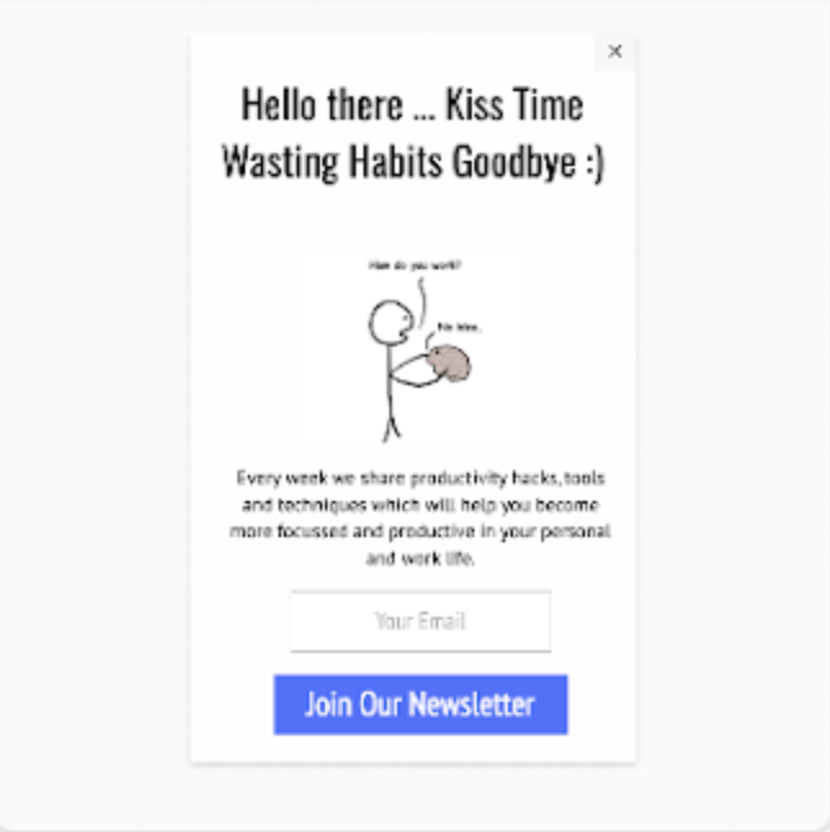 ×
Hello there ... Kiss Time
Wasting Habits Goodbye :)
How do you work?
No idea.
Every week we share productivity hacks, tools
and techniques which will help you become
more focussed and productive in your personal
and work life.
Your Email
Join Our Newsletter